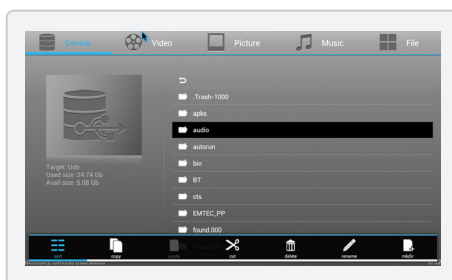 Device Video Picture Music File
.Trash-1000
apks
audio
autorun
bin
BT
cts
EMTEC_PP
found.000
Target :Usb
Used size :24.74 Gb
Avail size :5.08 Gb
sort copy paste cut delete rename mkdir